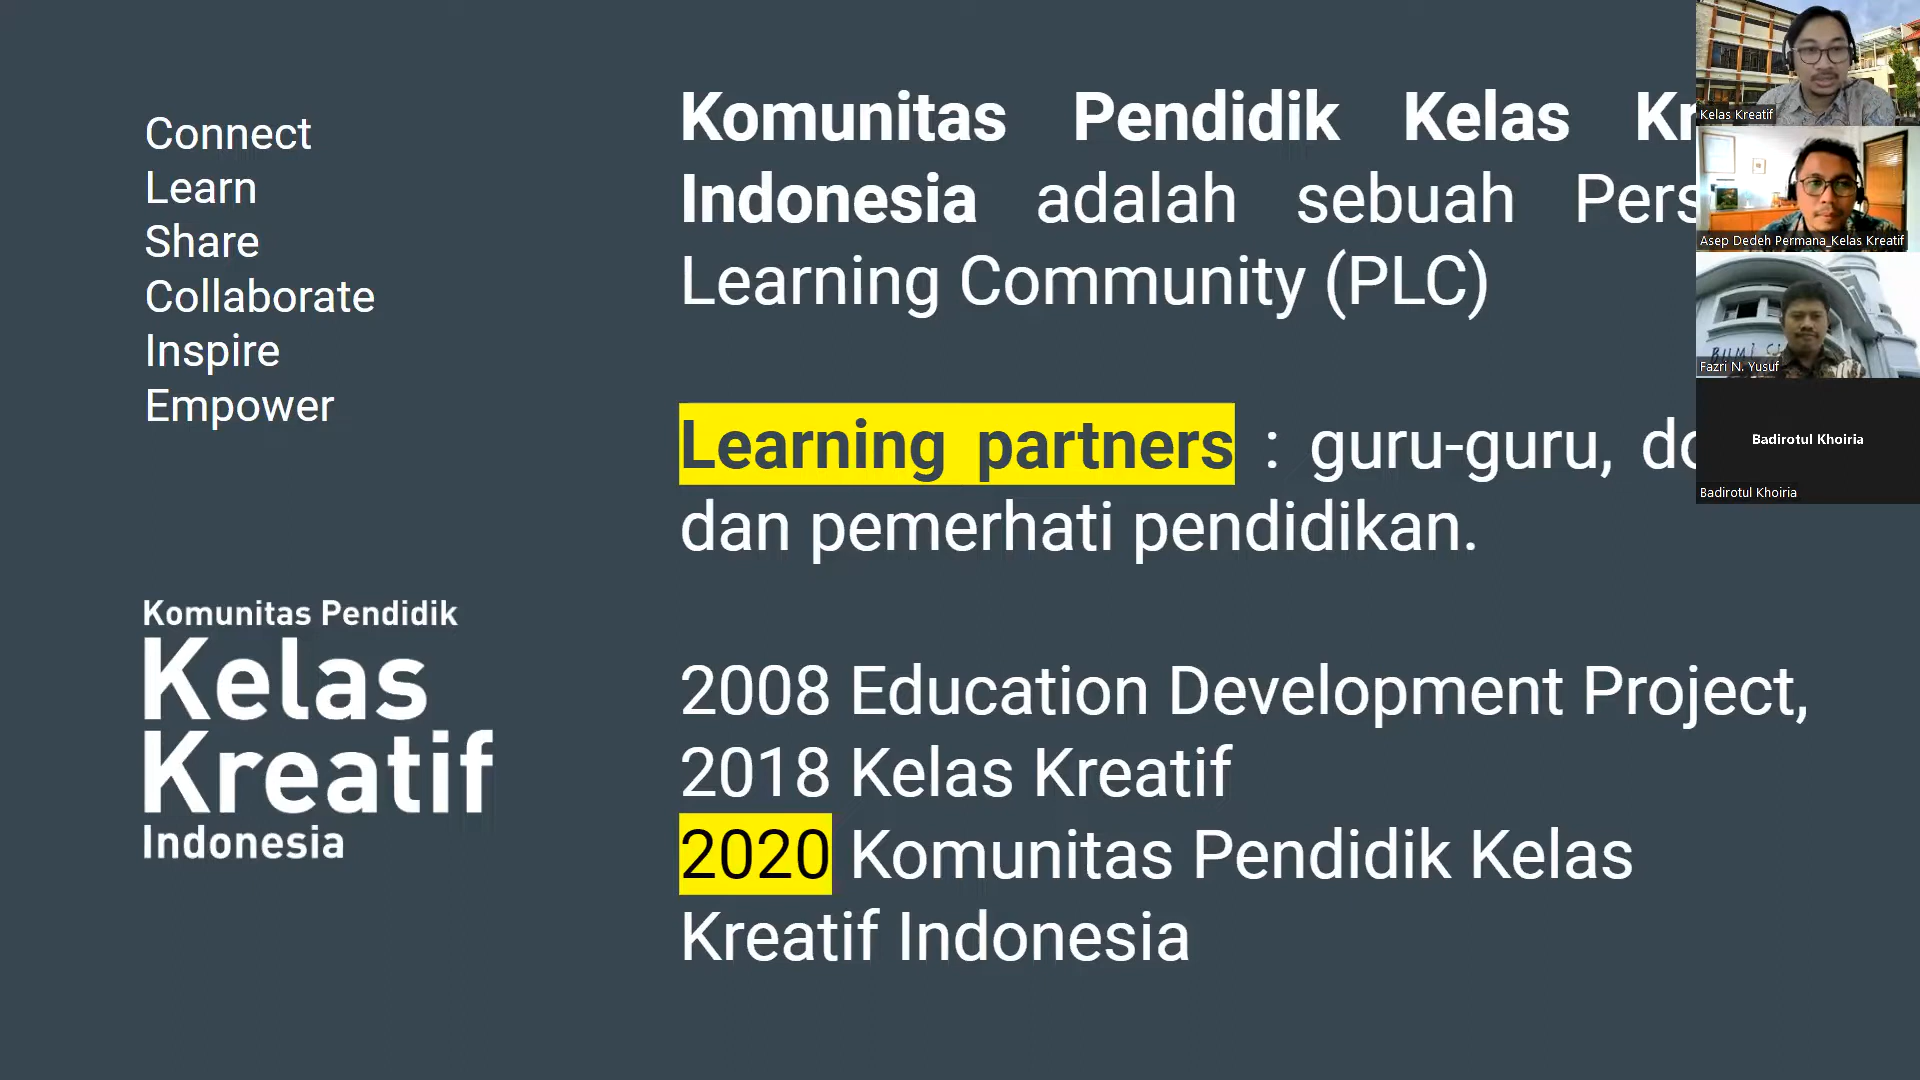 Connect
Learn
Share
Collaborate
Inspire
Empower
Komunitas Pendidik
Kelas
Kreatif
Indonesia
Komunitas Pendidik Kelas
Indonesia adalah sebuah
Learning Community (PLC)
Learning partners : guru-guru,
dan pemerhati pendidikan.
2008 Education Development Project,
2018 Kelas Kreatif
2020 Komunitas Pendidik Kelas
Kreatif Indonesia
Kelas Kreatif
Asep Dedeh Permana_Kelas Kreatif
Fazri N. Yusuf
Badirotul Khoiria
Badirotul Khoiria